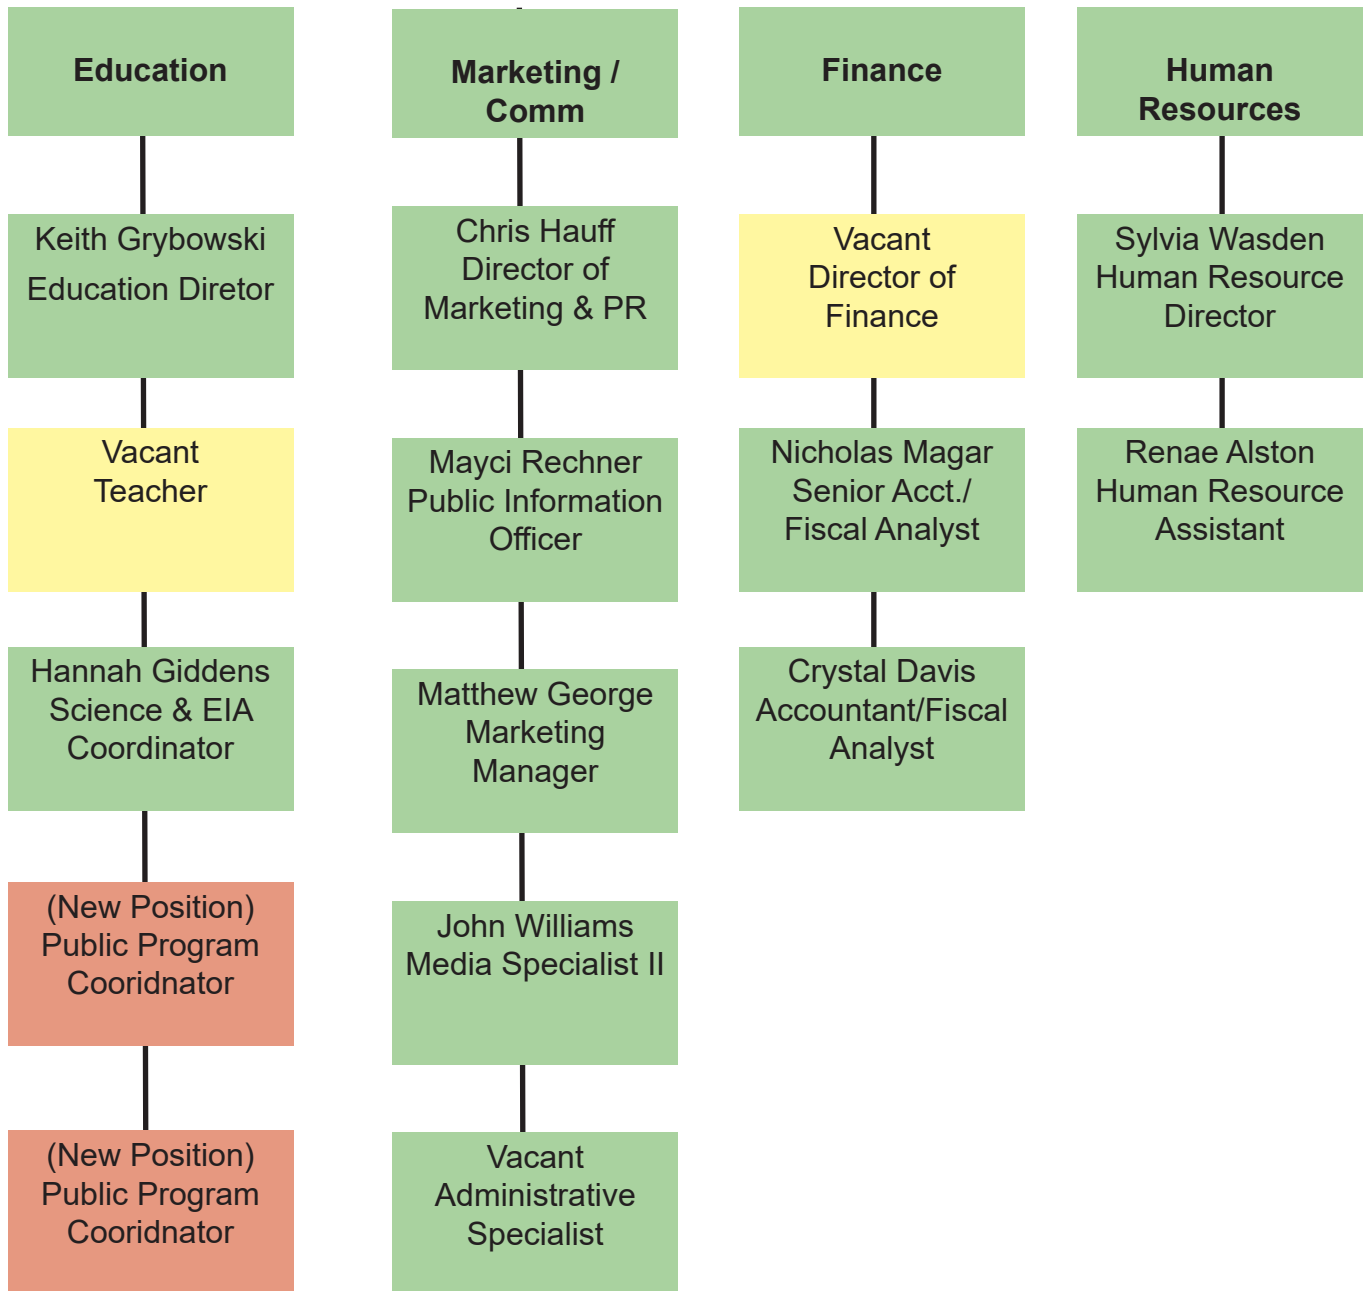 Education
Keith Grybowski
Education Diretor
Vacant
Teacher
Hannah Giddens
Science & EIA
Coordinator
(New Position)
Public Program
Cooridnator
(New Position)
Public Program
Cooridnator
Marketing /
Comm
Chris Hauff
Director of
Marketing & PR
Mayci Rechner
Public Information
Officer
Matthew George
Marketing
Manager
John Williams
Media Specialist II
Vacant
Administrative
Specialist
Finance
Vacant
Director of
Finance
Nicholas Magar
Senior Acct./
Fiscal Analyst
Crystal Davis
Accountant/Fiscal
Analyst
Human
Resources
Sylvia Wasden
Human Resource
Director
Renae Alston
Human Resource
Assistant